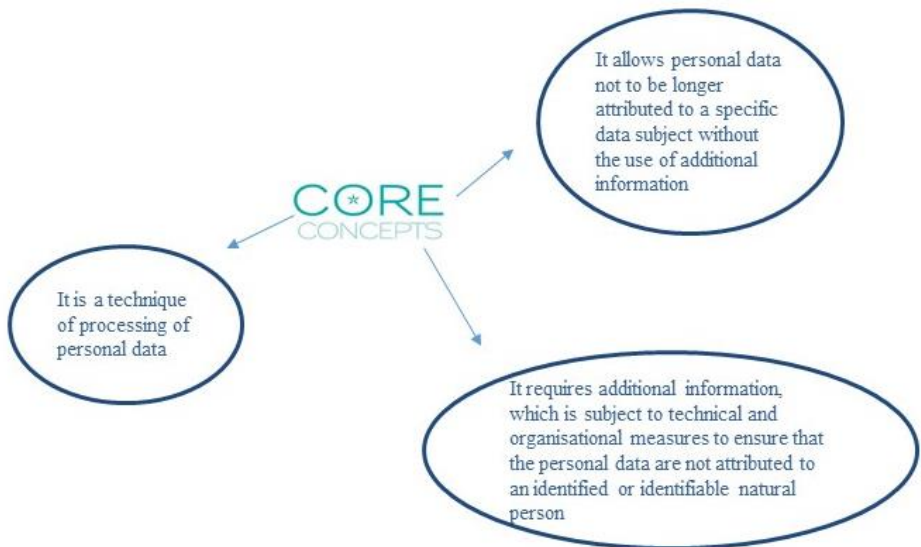 It allows personal data
not to be longer
attributed to a specific
data subject without
the use of additional
information
CORE
CONCEPTS
It is a technique
of processing of
personal data
It requires additional information,
which is subject to technical and
organisational measures to ensure that
the personal data are not attributed to
an identified or identifiable natural
person